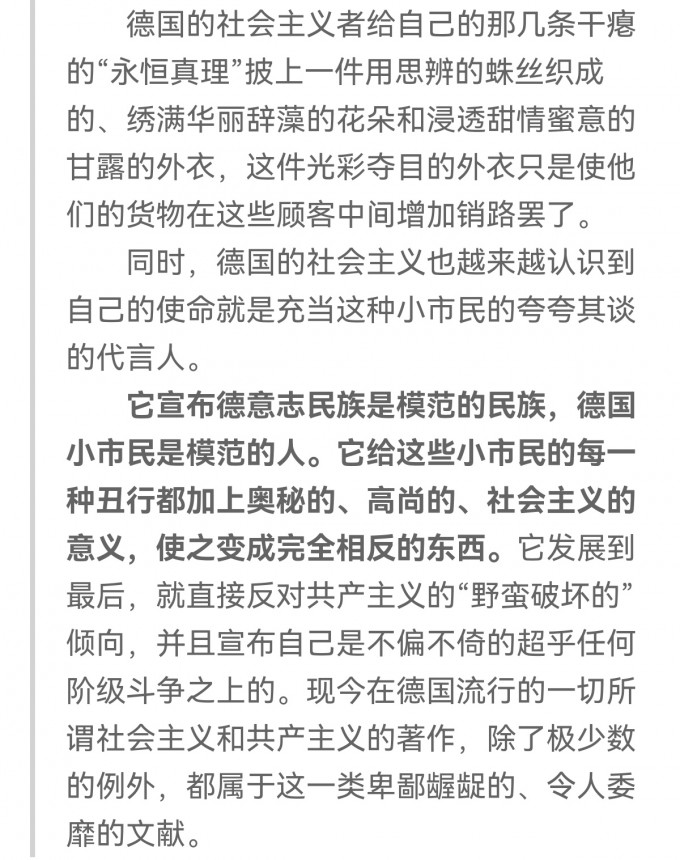 德国的社会主义者给自己的那几条干瘪
的“永恒真理”披上一件用思辨的蛛丝织成
的、绣满华丽辞藻的花朵和浸透甜情蜜意的
甘露的外衣，这件光彩夺目的外衣只是使他
们的货物在这些顾客中间增加销路罢了。
同时，德国的社会主义也越来越认识到
自己的使命就是充当这种小市民的夸夸其谈
的代言人。
它宣布德意志民族是模范的民族，德国
小市民是模范的人。它给这些小市民的每一
种丑行都加上奥秘的、高尚的、社会主义的
意义，使之变成完全相反的东西。它发展到
最后，就直接反对共产主义的“野蛮破坏的”
倾向，并且宣布自己是不偏不倚的超乎任何
阶级斗争之上的。现今在德国流行的一切所
谓社会主义和共产主义的著作，除了极少数
的例外，都属于这一类卑鄙龌龊的、令人委
靡的文献。